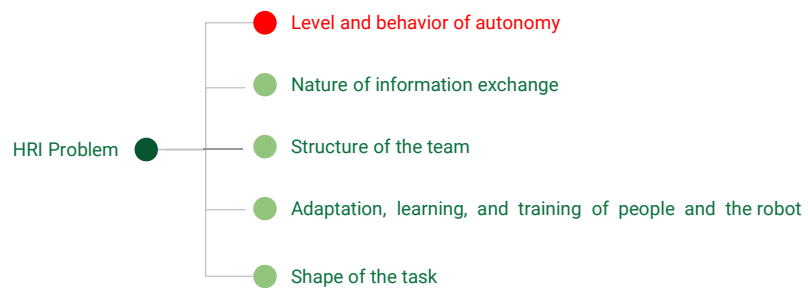 Level and behavior of autonomy
Nature of information exchange
HRI Problem
Structure of the team
Adaptation, learning, and training of people and the robot
Shape of the task